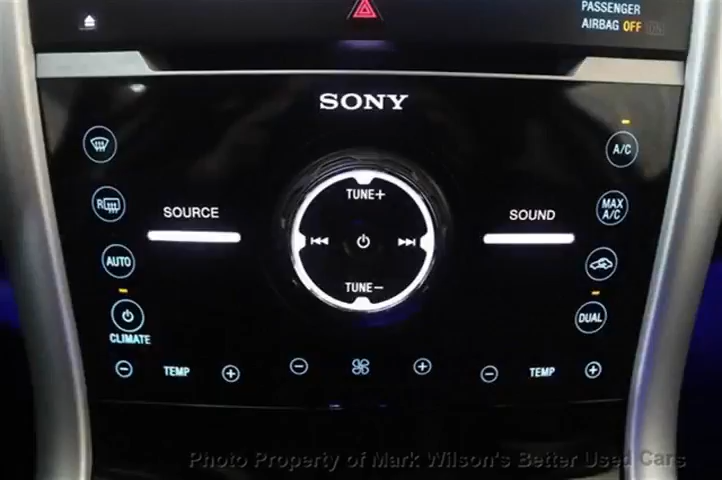 PASSENGER
AIRBAG OFF ON
SONY
A/C
TUNE+
R
MAX
A/C
SOURCE
SOUND
AUTO
TUNE-
DUAL
CLIMATE
- TEMP + - + - TEMP +
Photo Property of Mark Wilson's Better Used Cars